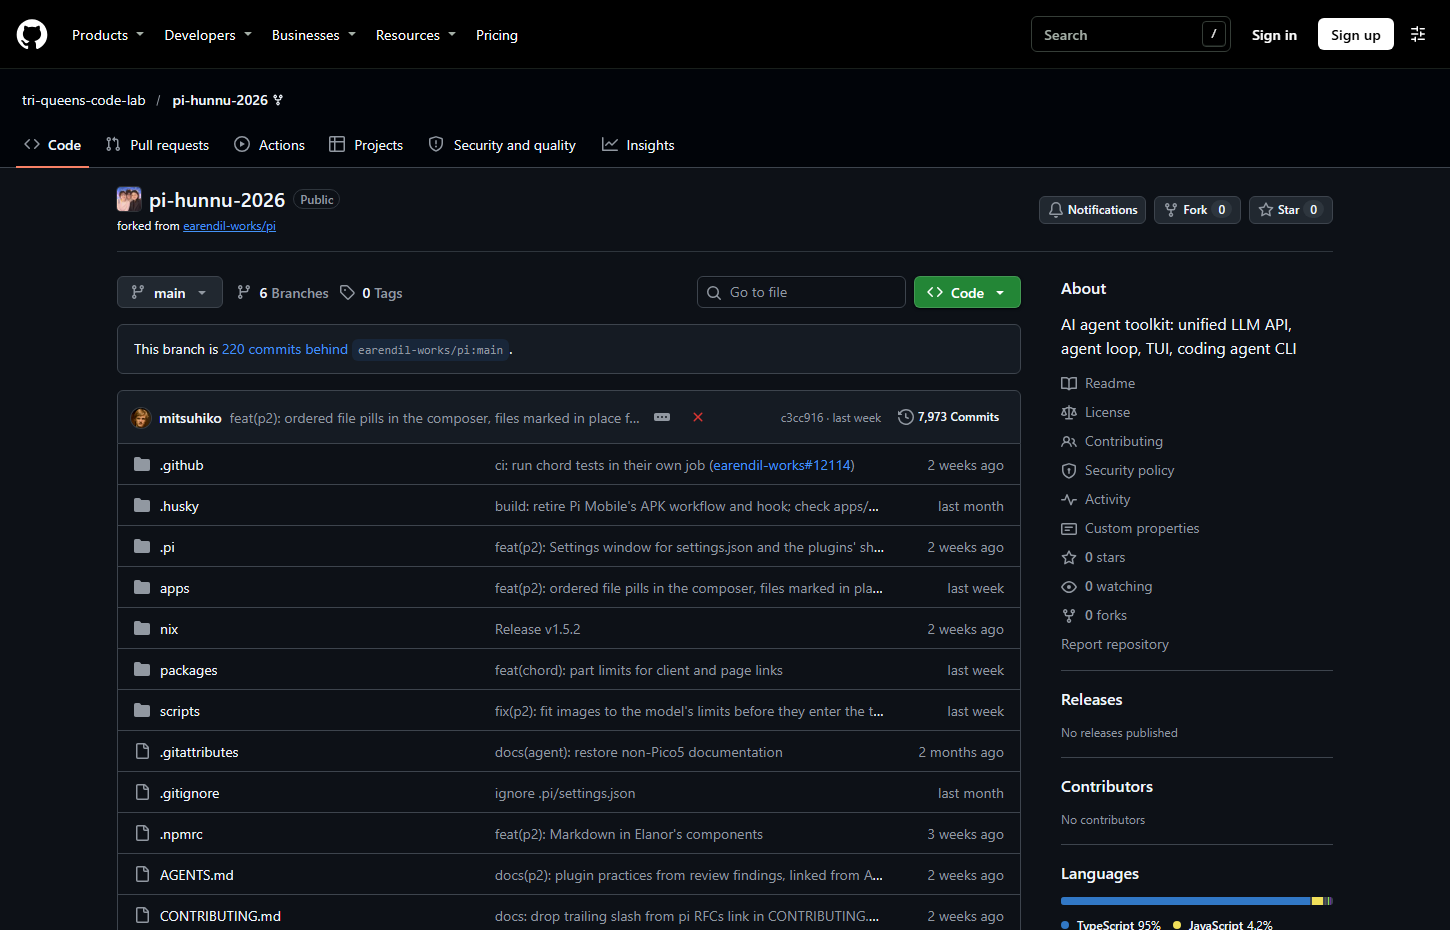 Products Developers Businesses Resources Pricing Search / Sign in Sign up
tri-queens-code-lab / pi-hunnu-2026
Code Pull requests Actions Projects Security and quality Insights
pi-hunnu-2026 Public
forked from earendil-works/pi
Notifications Fork 0 Star 0
main 6 Branches 0 Tags Go to file Code
This branch is 220 commits behind earendil-works/pi:main .
mitsuhiko feat(p2): ordered file pills in the composer, files marked in place f... c3cc916 · last week 7,973 Commits
.github ci: run chord tests in their own job (earendil-works#12114) 2 weeks ago
.husky build: retire Pi Mobile's APK workflow and hook; check apps/... last month
.pi feat(p2): Settings window for settings.json and the plugins' sh... 2 weeks ago
apps feat(p2): ordered file pills in the composer, files marked in pla... last week
nix Release v1.5.2 2 weeks ago
packages feat(chord): part limits for client and page links last week
scripts fix(p2): fit images to the model's limits before they enter the t... last week
.gitattributes docs(agent): restore non-Pico5 documentation 2 months ago
.gitignore ignore .pi/settings.json last month
.npmrc feat(p2): Markdown in Elanor's components 3 weeks ago
AGENTS.md docs(p2): plugin practices from review findings, linked from A... 2 weeks ago
CONTRIBUTING.md docs: drop trailing slash from pi RFCs link in CONTRIBUTING.... 2 weeks ago
About
AI agent toolkit: unified LLM API,
agent loop, TUI, coding agent CLI
Readme
License
Contributing
Security policy
Activity
Custom properties
0 stars
0 watching
0 forks
Report repository
Releases
No releases published
Contributors
No contributors
Languages
TypeScript 95% JavaScript 4.2%